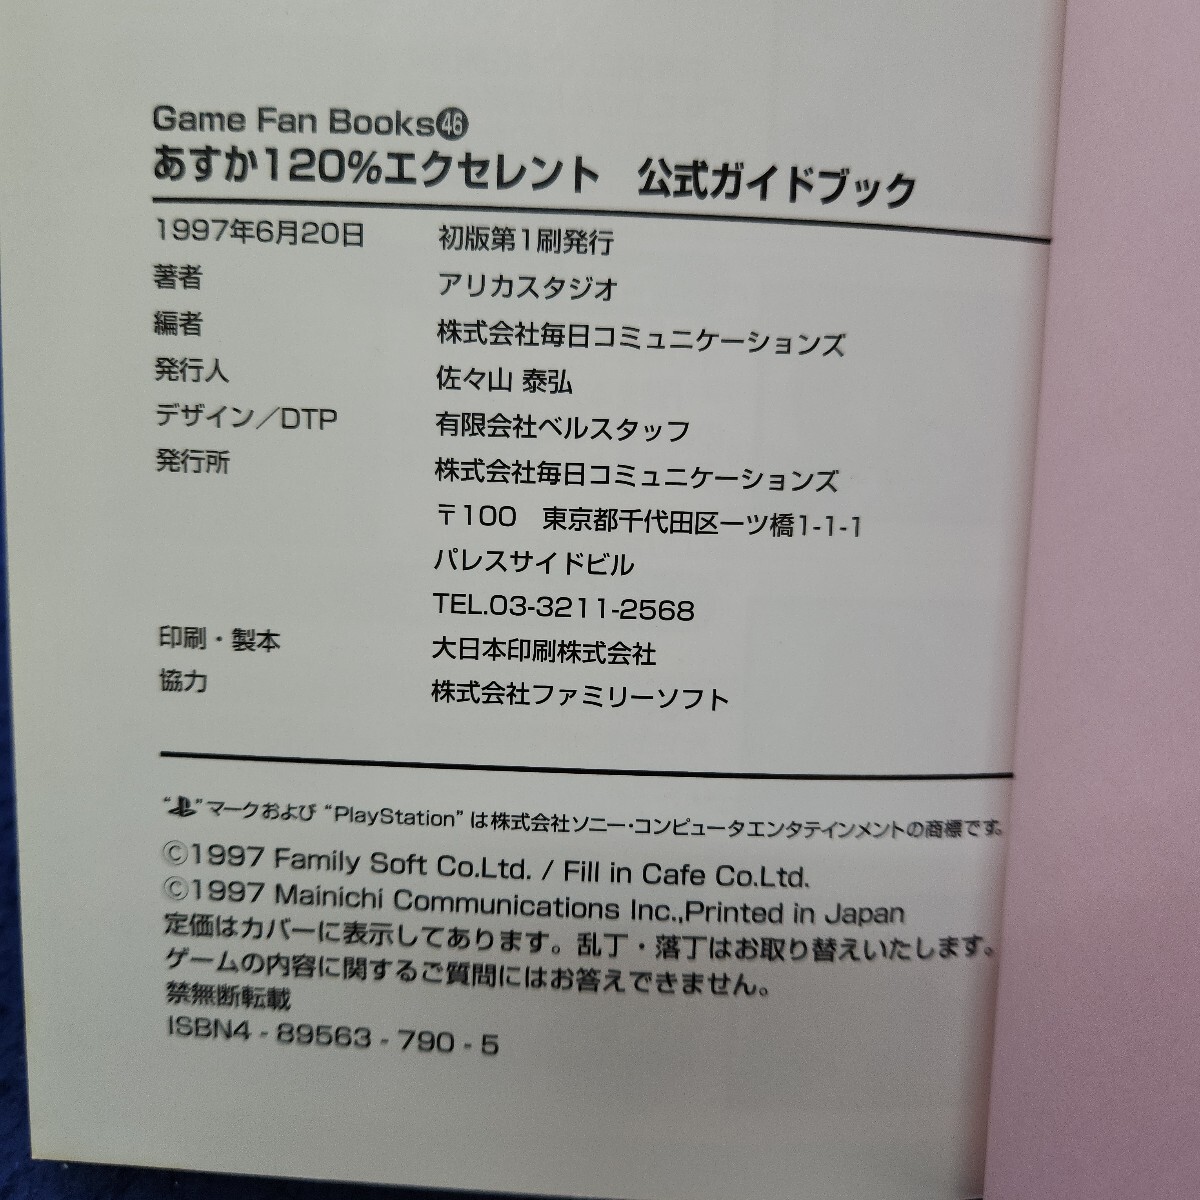 Game Fan Books㊻
あすか120%エクセレント 公式ガイドブック
1997年6月20日 初版第1刷発行
著者 アリカスタジオ
編者 株式会社毎日コミュニケーションズ
発行人 佐々山 泰弘
デザイン／DTP 有限会社ベルスタッフ
発行所 株式会社毎日コミュニケーションズ
〒100 東京都千代田区一ツ橋1-1-1
パレスサイドビル
TEL.03-3211-2568
印刷・製本 大日本印刷株式会社
協力 株式会社ファミリーソフト
“PS”マークおよび“PlayStation”は株式会社ソニー・コンピュータエンタテインメントの商標です。
©1997 Family Soft Co.Ltd. / Fill in Cafe Co.Ltd.
©1997 Mainichi Communications Inc.,Printed in Japan
定価はカバーに表示してあります。乱丁・落丁はお取り替えいたします。
ゲームの内容に関するご質問にはお答えできません。
禁無断転載
ISBN4 - 89563 - 790 - 5